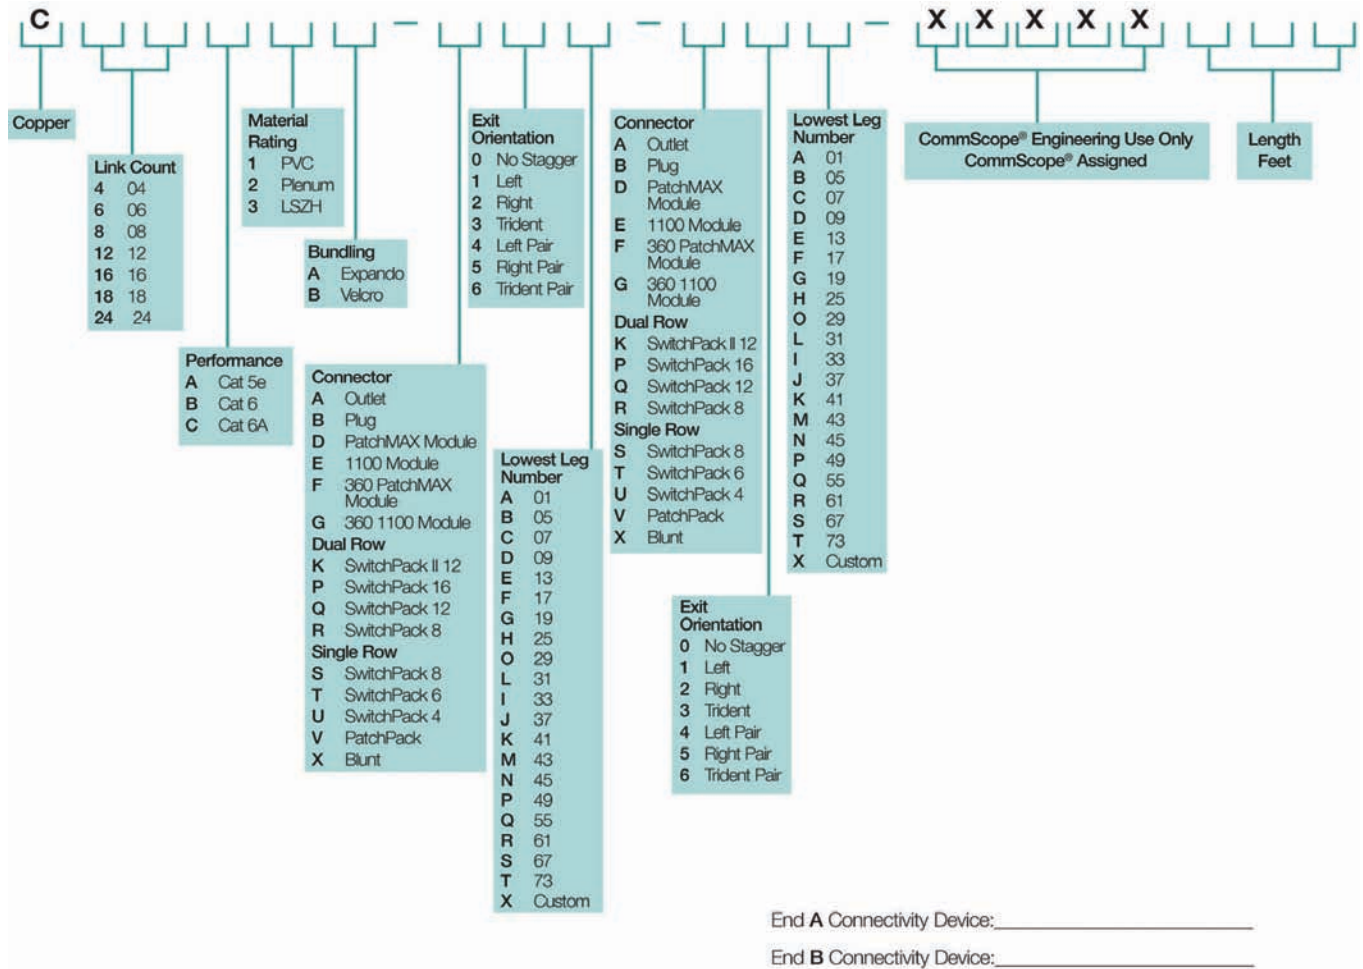 C — — — X X X X X
Copper
Link Count
4 04
6 06
8 08
12 12
16 16
18 18
24 24
Performance
A Cat 5e
B Cat 6
C Cat 6A
Material
Rating
1 PVC
2 Plenum
3 LSZH
Bundling
A Expando
B Velcro
Connector
A Outlet
B Plug
D PatchMAX Module
E 1100 Module
F 360 PatchMAX
Module
G 360 1100 Module
Dual Row
K SwitchPack II 12
P SwitchPack 16
Q SwitchPack 12
R SwitchPack 8
Single Row
S SwitchPack 8
T SwitchPack 6
U SwitchPack 4
V PatchPack
X Blunt
Exit
Orientation
0 No Stagger
1 Left
2 Right
3 Trident
4 Left Pair
5 Right Pair
6 Trident Pair
Lowest Leg
Number
A 01
B 05
C 07
D 09
E 13
F 17
G 19
H 25
O 29
L 31
I 33
J 37
K 41
M 43
N 45
P 49
Q 55
R 61
S 67
T 73
X Custom
Connector
A Outlet
B Plug
D PatchMAX
Module
E 1100 Module
F 360 PatchMAX
Module
G 360 1100
Module
Dual Row
K SwitchPack II 12
P SwitchPack 16
Q SwitchPack 12
R SwitchPack 8
Single Row
S SwitchPack 8
T SwitchPack 6
U SwitchPack 4
V PatchPack
X Blunt
Exit
Orientation
0 No Stagger
1 Left
2 Right
3 Trident
4 Left Pair
5 Right Pair
6 Trident Pair
Lowest Leg
Number
A 01
B 05
C 07
D 09
E 13
F 17
G 19
H 25
O 29
L 31
I 33
J 37
K 41
M 43
N 45
P 49
Q 55
R 61
S 67
T 73
X Custom
CommScope® Engineering Use Only
CommScope® Assigned
Length
Feet
End A Connectivity Device:
End B Connectivity Device: